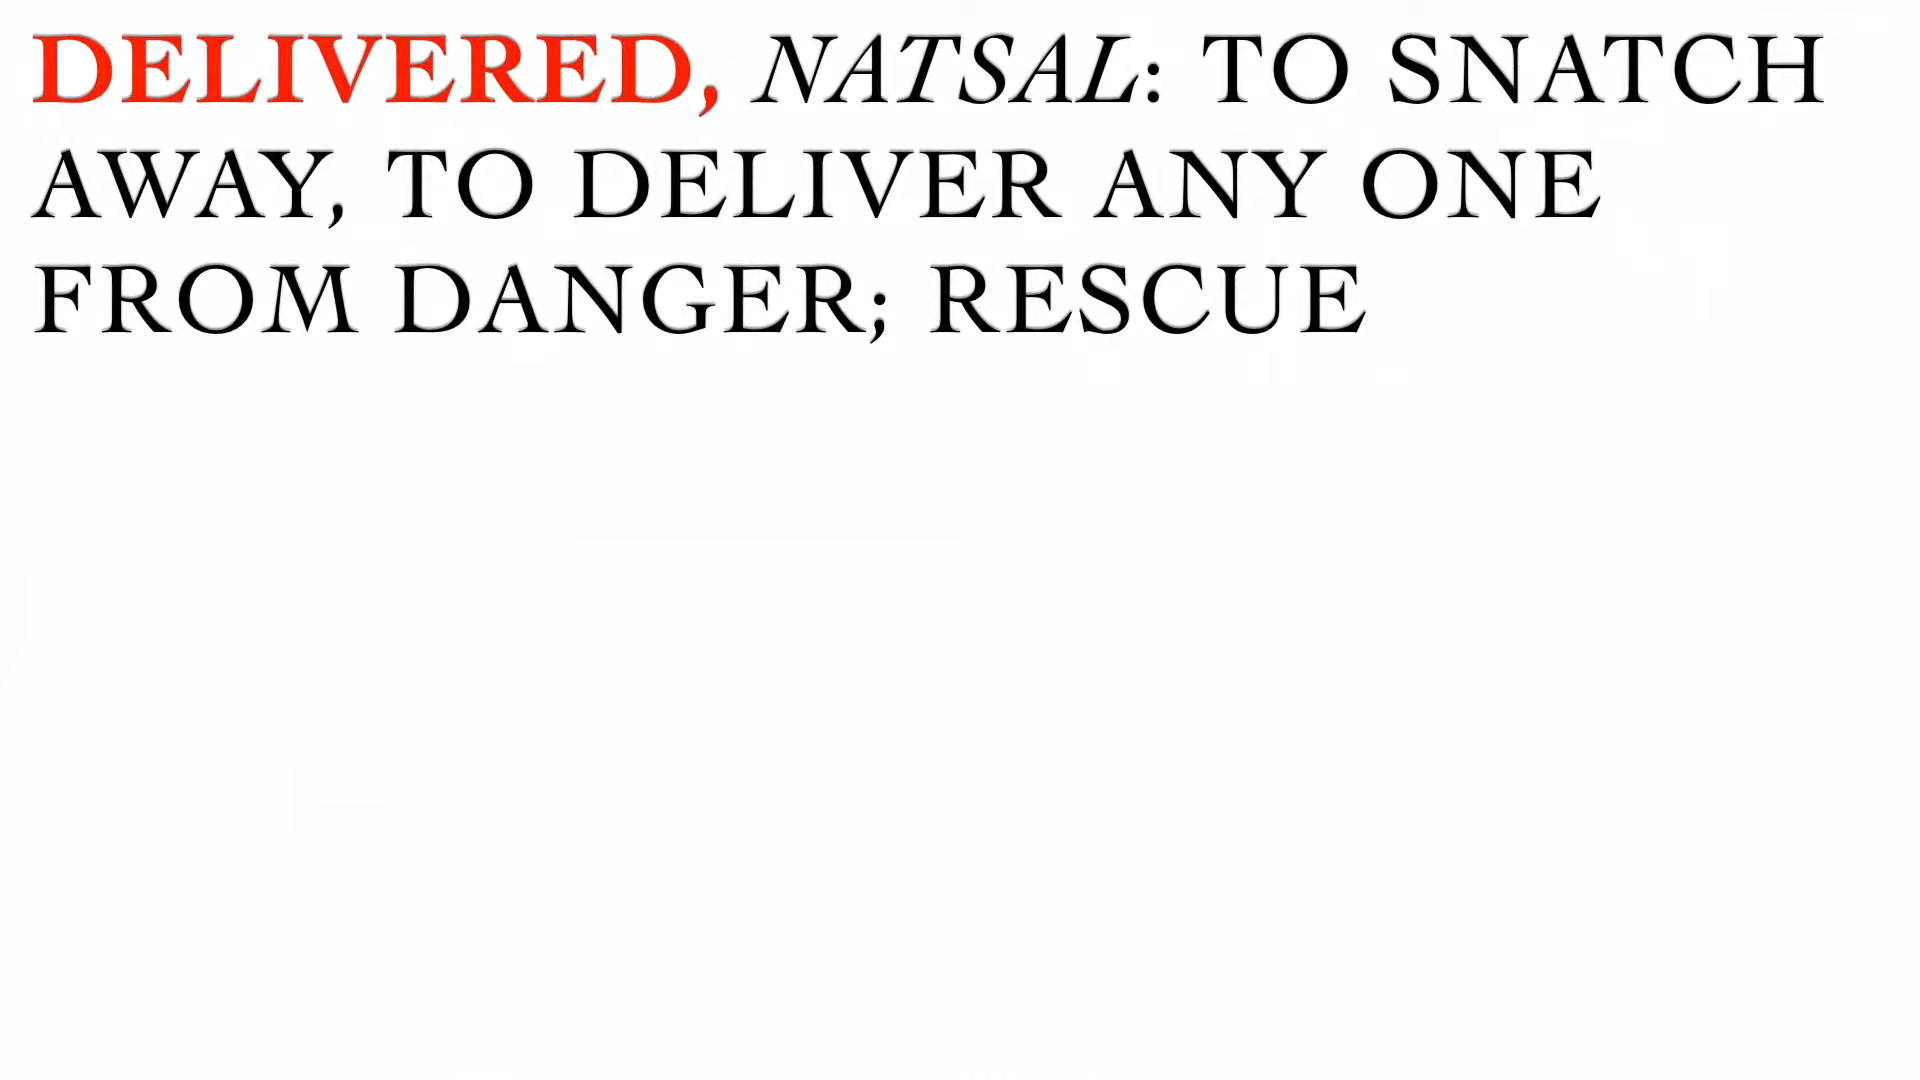 DELIVERED, NATSAL: TO SNATCH
AWAY, TO DELIVER ANY ONE
FROM DANGER; RESCUE